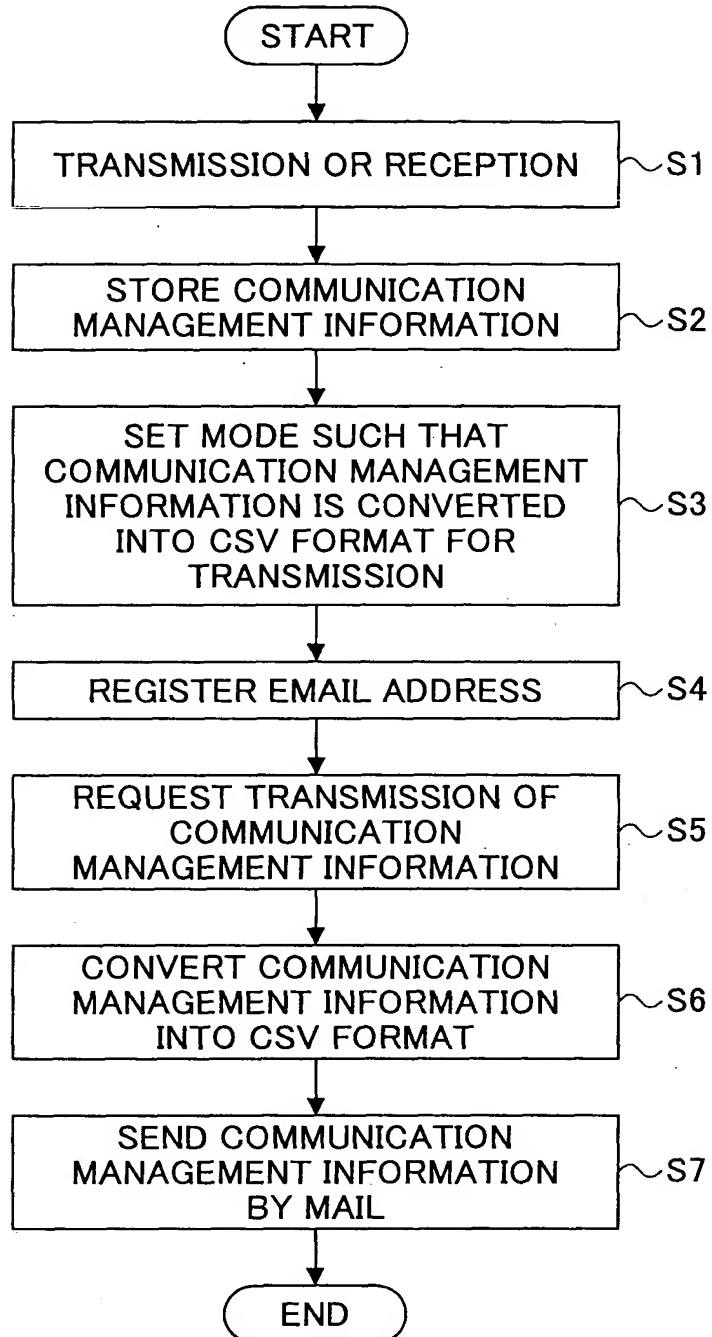 START
TRANSMISSION OR RECEPTION
S1
STORE COMMUNICATION
MANAGEMENT INFORMATION
S2
SET MODE SUCH THAT
COMMUNICATION MANAGEMENT
INFORMATION IS CONVERTED
INTO CSV FORMAT FOR
TRANSMISSION
S3
REGISTER EMAIL ADDRESS
S4
REQUEST TRANSMISSION OF
COMMUNICATION
MANAGEMENT INFORMATION
S5
CONVERT COMMUNICATION
MANAGEMENT INFORMATION
INTO CSV FORMAT
S6
SEND COMMUNICATION
MANAGEMENT INFORMATION
BY MAIL
S7
END